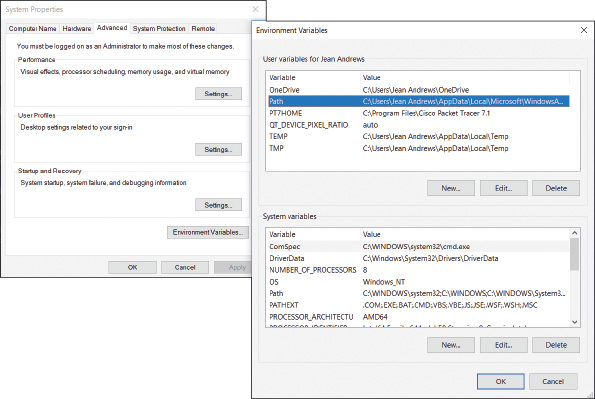 System Properties
Computer Name Hardware Advanced System Protection Remote
You must be logged on as an Administrator to make most of these changes.
Performance
Visual effects, processor scheduling, memory usage, and virtual memory
Settings...
User Profiles
Desktop settings related to your sign-in
Settings...
Startup and Recovery
System startup, system failure, and debugging information
Settings...
Environment Variables...
OK Cancel Apply
Environment Variables
User variables for Jean Andrews
Variable Value
OneDrive C:\Users\Jean Andrews\OneDrive
Path C:\Users\Jean Andrews\AppData\Local\Microsoft\WindowsA...
PT7HOME C:\Program Files\Cisco Packet Tracer 7.1
QT_DEVICE_PIXEL_RATIO auto
TEMP C:\Users\Jean Andrews\AppData\Local\Temp
TMP C:\Users\Jean Andrews\AppData\Local\Temp
New... Edit... Delete
System variables
Variable Value
ComSpec C:\WINDOWS\system32\cmd.exe
DriverData C:\Windows\System32\Drivers\DriverData
NUMBER_OF_PROCESSORS 8
OS Windows_NT
Path C:\WINDOWS\system32;C:\WINDOWS;C:\WINDOWS\System3...
PATHEXT .COM;.EXE;.BAT;.CMD;.VBS;.VBE;.JS;.JSE;.WSF;.WSH;.MSC
PROCESSOR_ARCHITECTU AMD64
New... Edit... Delete
OK Cancel